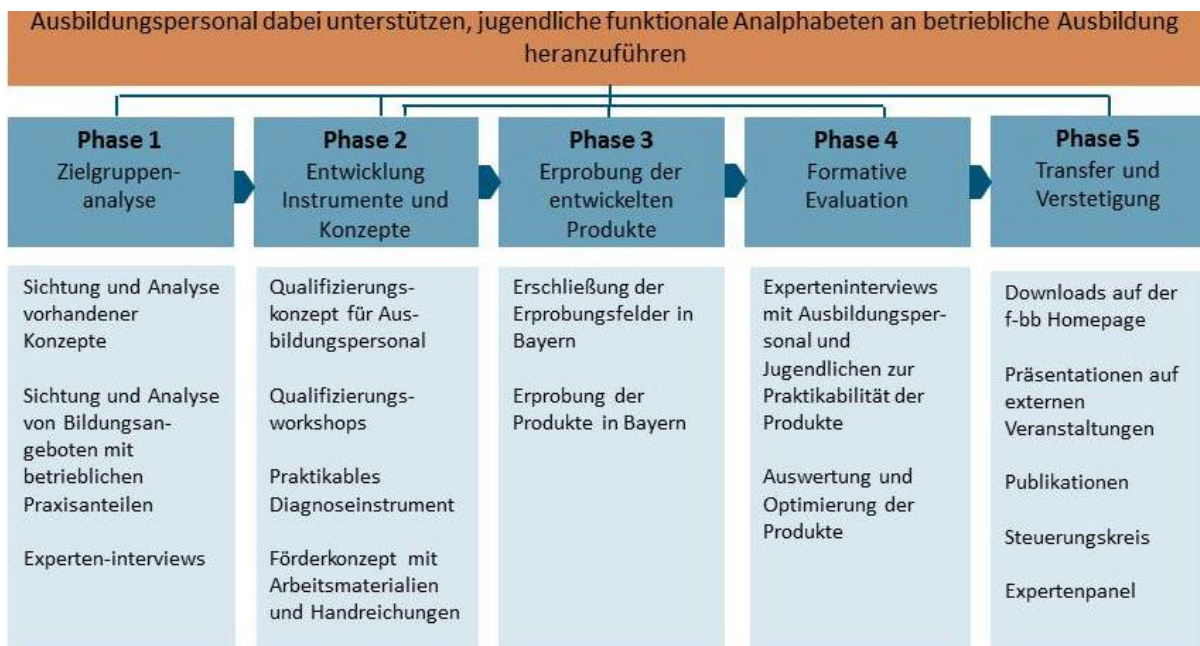 Ausbildungspersonal dabei unterstützen, jugendliche funktionale Analphabeten an betriebliche Ausbildung
heranzuführen
Phase 1
Zielgruppen-
analyse
Sichtung und Analyse
vorhandener
Konzepte
Sichtung und Analyse
von Bildungsan-
geboten mit
betrieblichen
Praxisanteilen
Experten-interviews
Phase 2
Entwicklung
Instrumente und
Konzepte
Qualifizierungs-
konzept für Aus-
bildungspersonal
Qualifizierungs-
workshops
Praktikables
Diagnoseinstrument
Förderkonzept mit
Arbeitsmaterialien
und Handreichungen
Phase 3
Erprobung der
entwickelten
Produkte
Erschließung der
Erprobungsfelder in
Bayern
Erprobung der
Produkte in Bayern
Phase 4
Formative
Evaluation
Experteninterviews
mit Ausbildungsper-
sonal und
Jugendlichen zur
Praktikabilität der
Produkte
Auswertung und
Optimierung der
Produkte
Phase 5
Transfer und
Verstetigung
Downloads auf der
f-bb Homepage
Präsentationen auf
externen
Veranstaltungen
Publikationen
Steuerungskreis
Expertenpanel